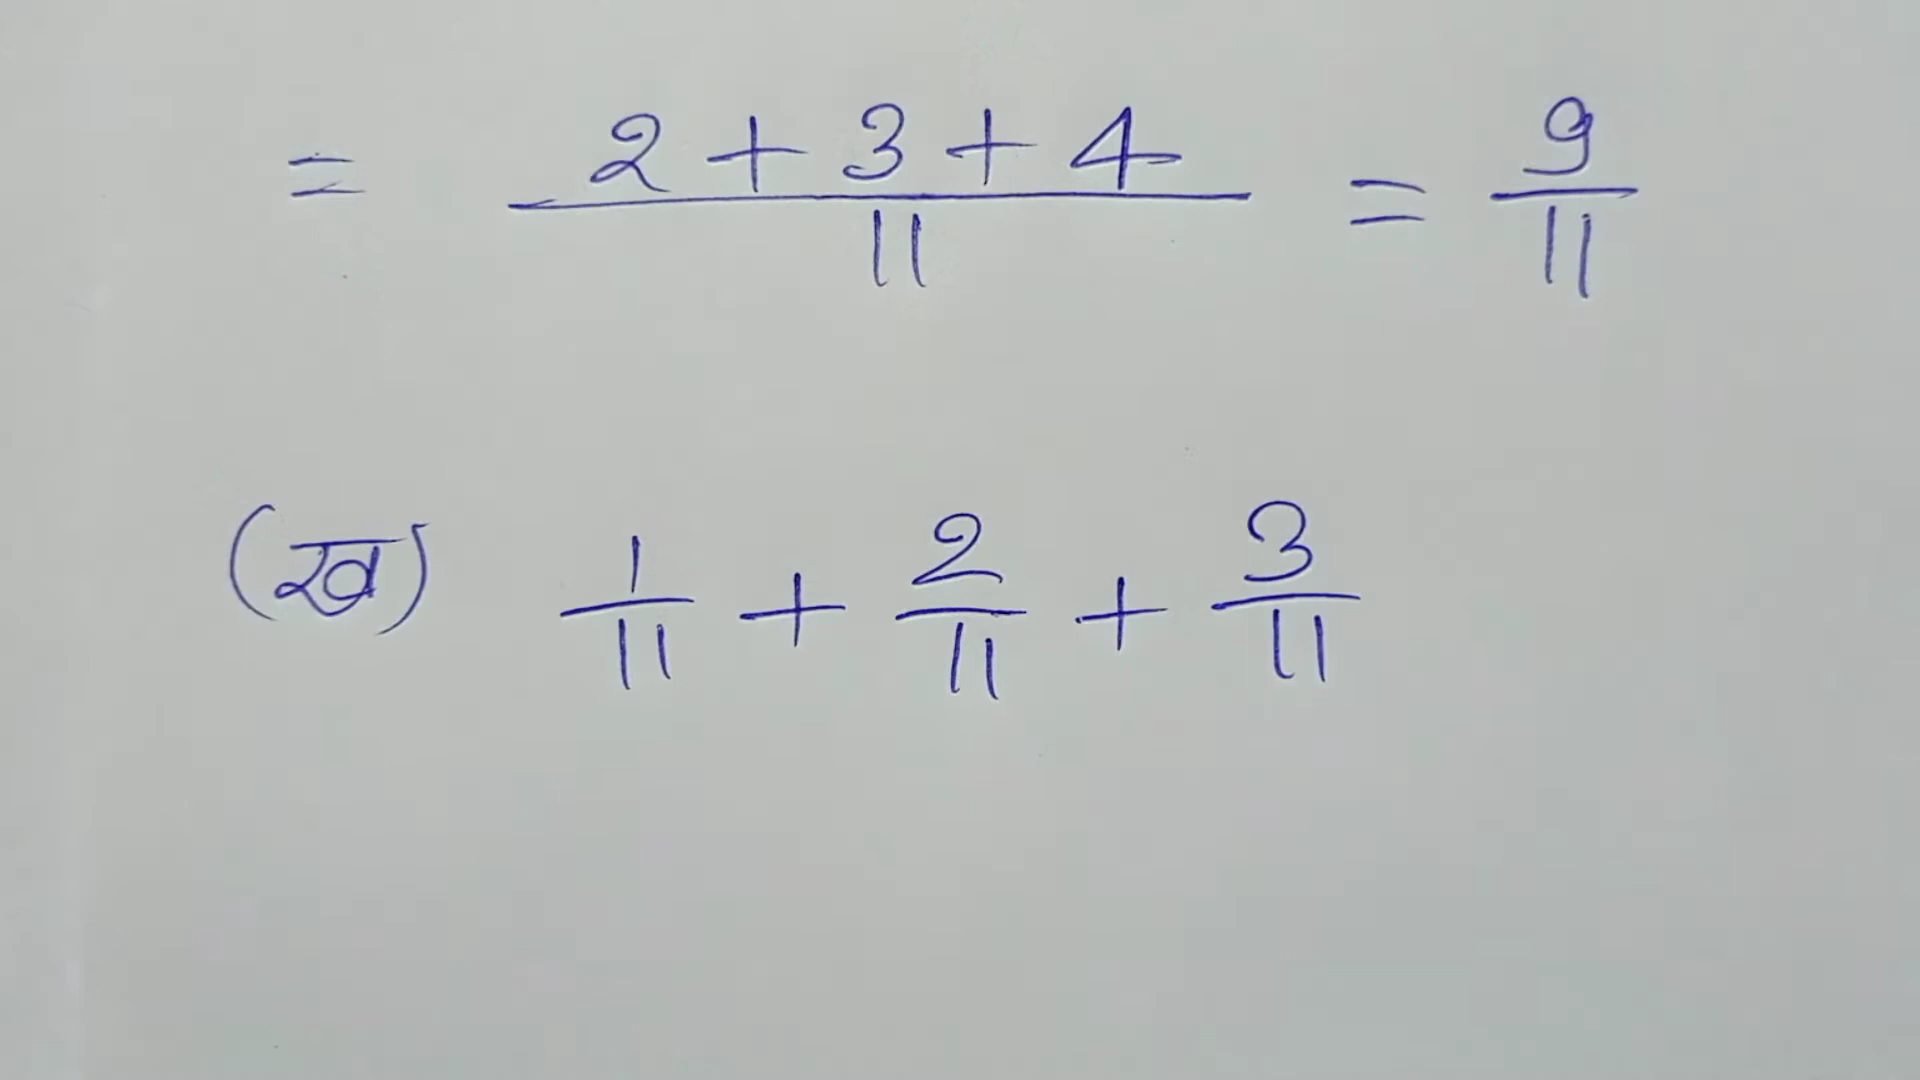 = (2 + 3 + 4)/11 = 9/11
(ख) 1/11 + 2/11 + 3/11